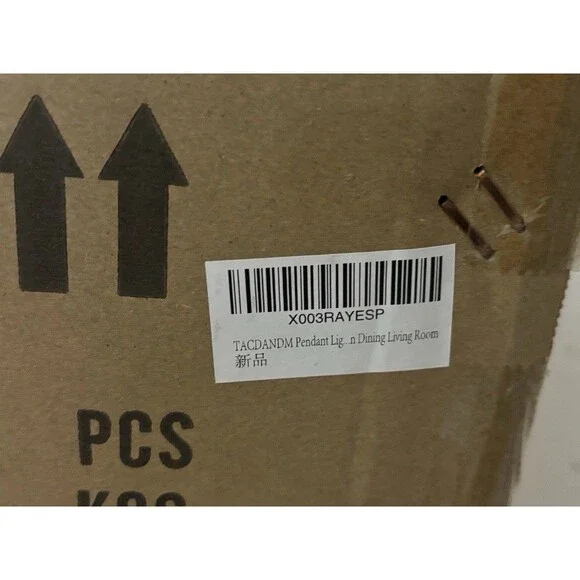 X003RAYESP
TACDANDM Pendant Lig...n Dining Living Room
新品
PCS